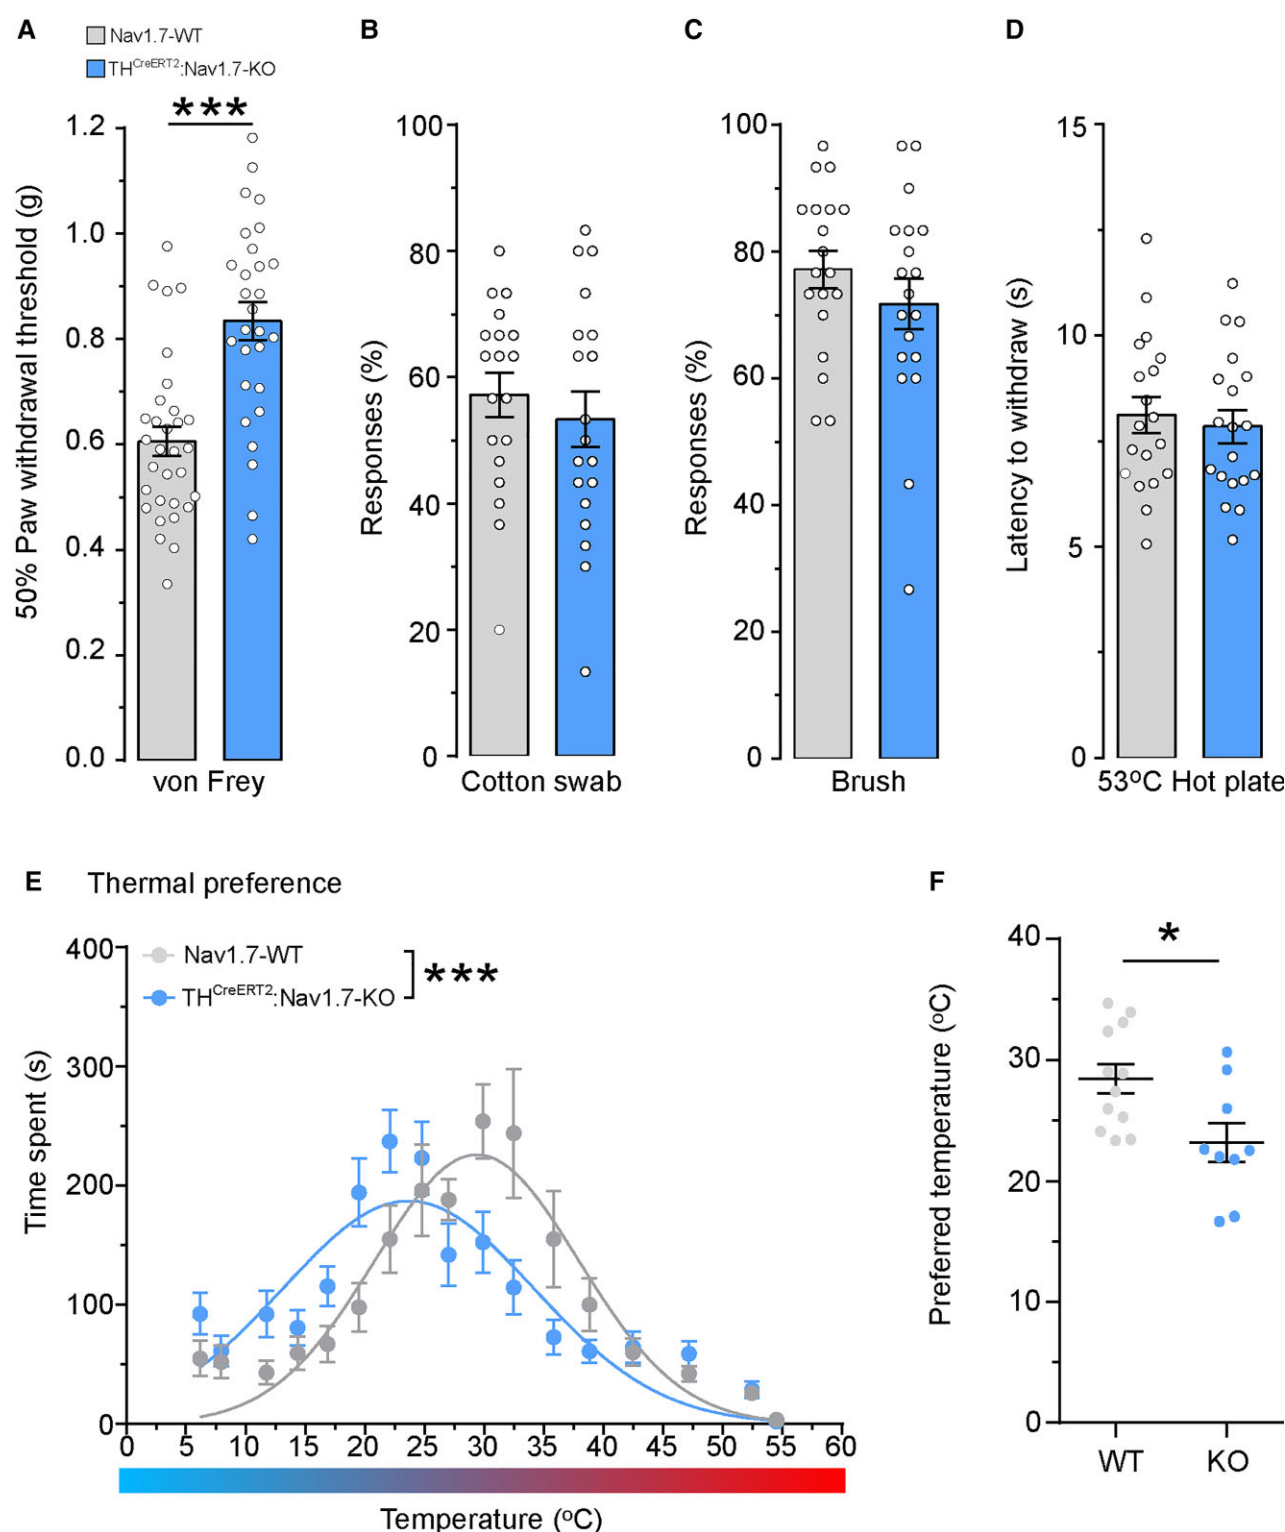 A
B
C
D
Nav1.7-WT
TH^CreERT2:Nav1.7-KO
***
50% Paw withdrawal threshold (g)
1.2
1.0
0.8
0.6
0.4
0.2
0.0
von Frey
Responses (%)
100
80
60
40
20
0
Cotton swab
Responses (%)
100
80
60
40
20
0
Brush
Latency to withdraw (s)
15
10
5
0
53ºC Hot plate
E Thermal preference
Nav1.7-WT
TH^CreERT2:Nav1.7-KO
***
Time spent (s)
400
300
200
100
0
0 5 10 15 20 25 30 35 40 45 50 55 60
Temperature (ºC)
F
*
Preferred temperature (ºC)
40
30
20
10
0
WT KO